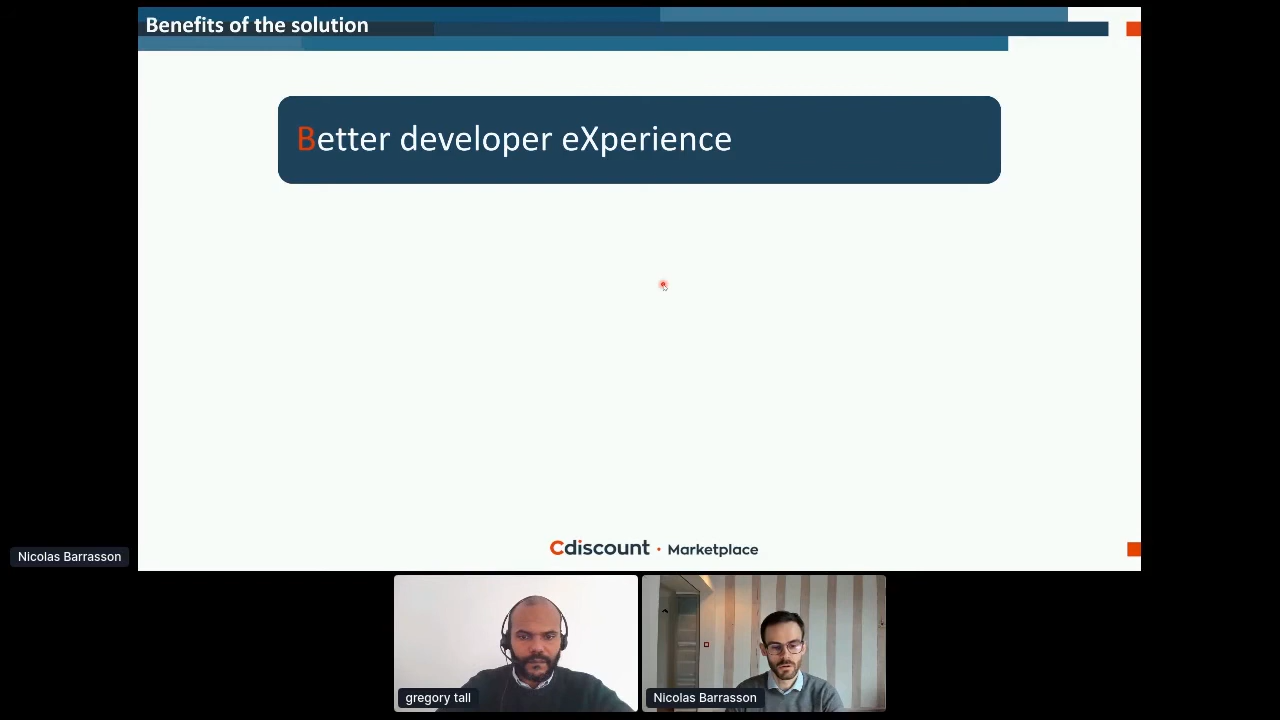 Benefits of the solution
Better developer eXperience
Cdiscount · Marketplace
Nicolas Barrasson
gregory tall
Nicolas Barrasson